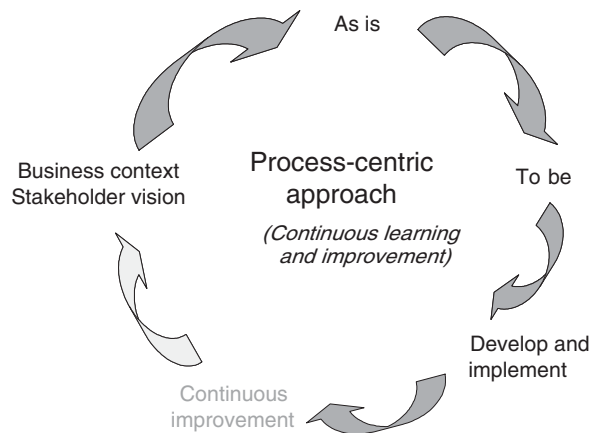 As is
Business context
Stakeholder vision
Process-centric
approach
(Continuous learning
and improvement)
To be
Develop and
implement
Continuous
improvement